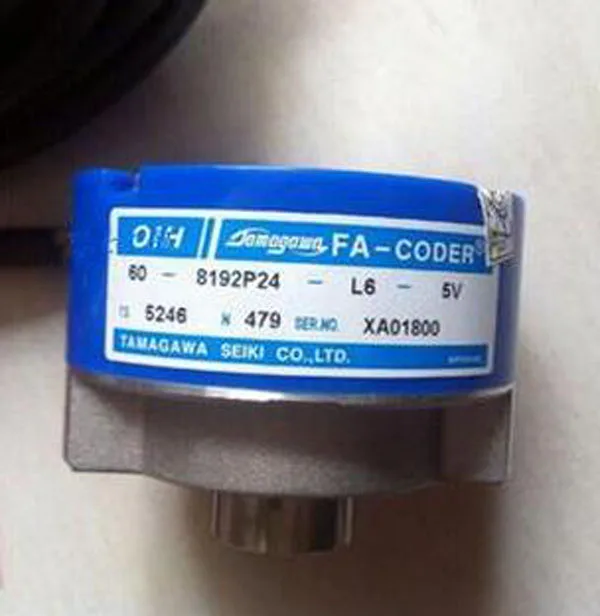 OIH Tamagawa FA-CODER®
60 - 8192P24 - L6 - 5V
TS 5246 N 479 SER.NO. XA01800
TAMAGAWA SEIKI CO.,LTD.